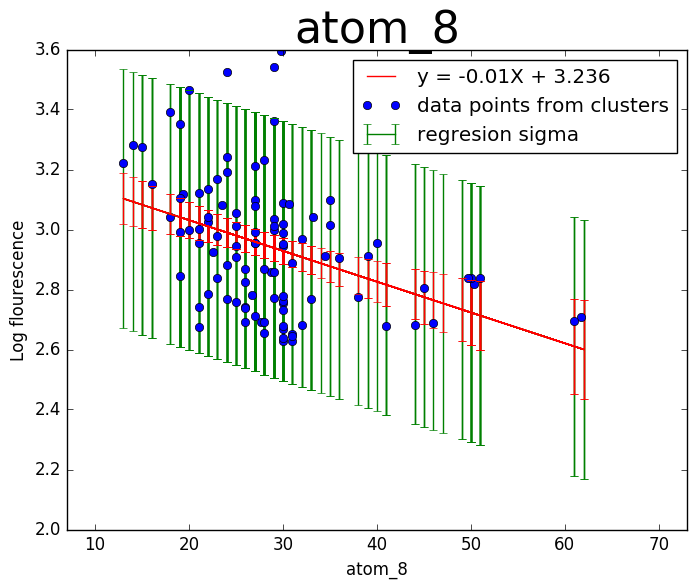 atom_8
y = -0.01X + 3.236
data points from clusters
regresion sigma
Log flourescence
3.6
3.4
3.2
3.0
2.8
2.6
2.4
2.2
2.0
10 20 30 40 50 60 70
atom_8